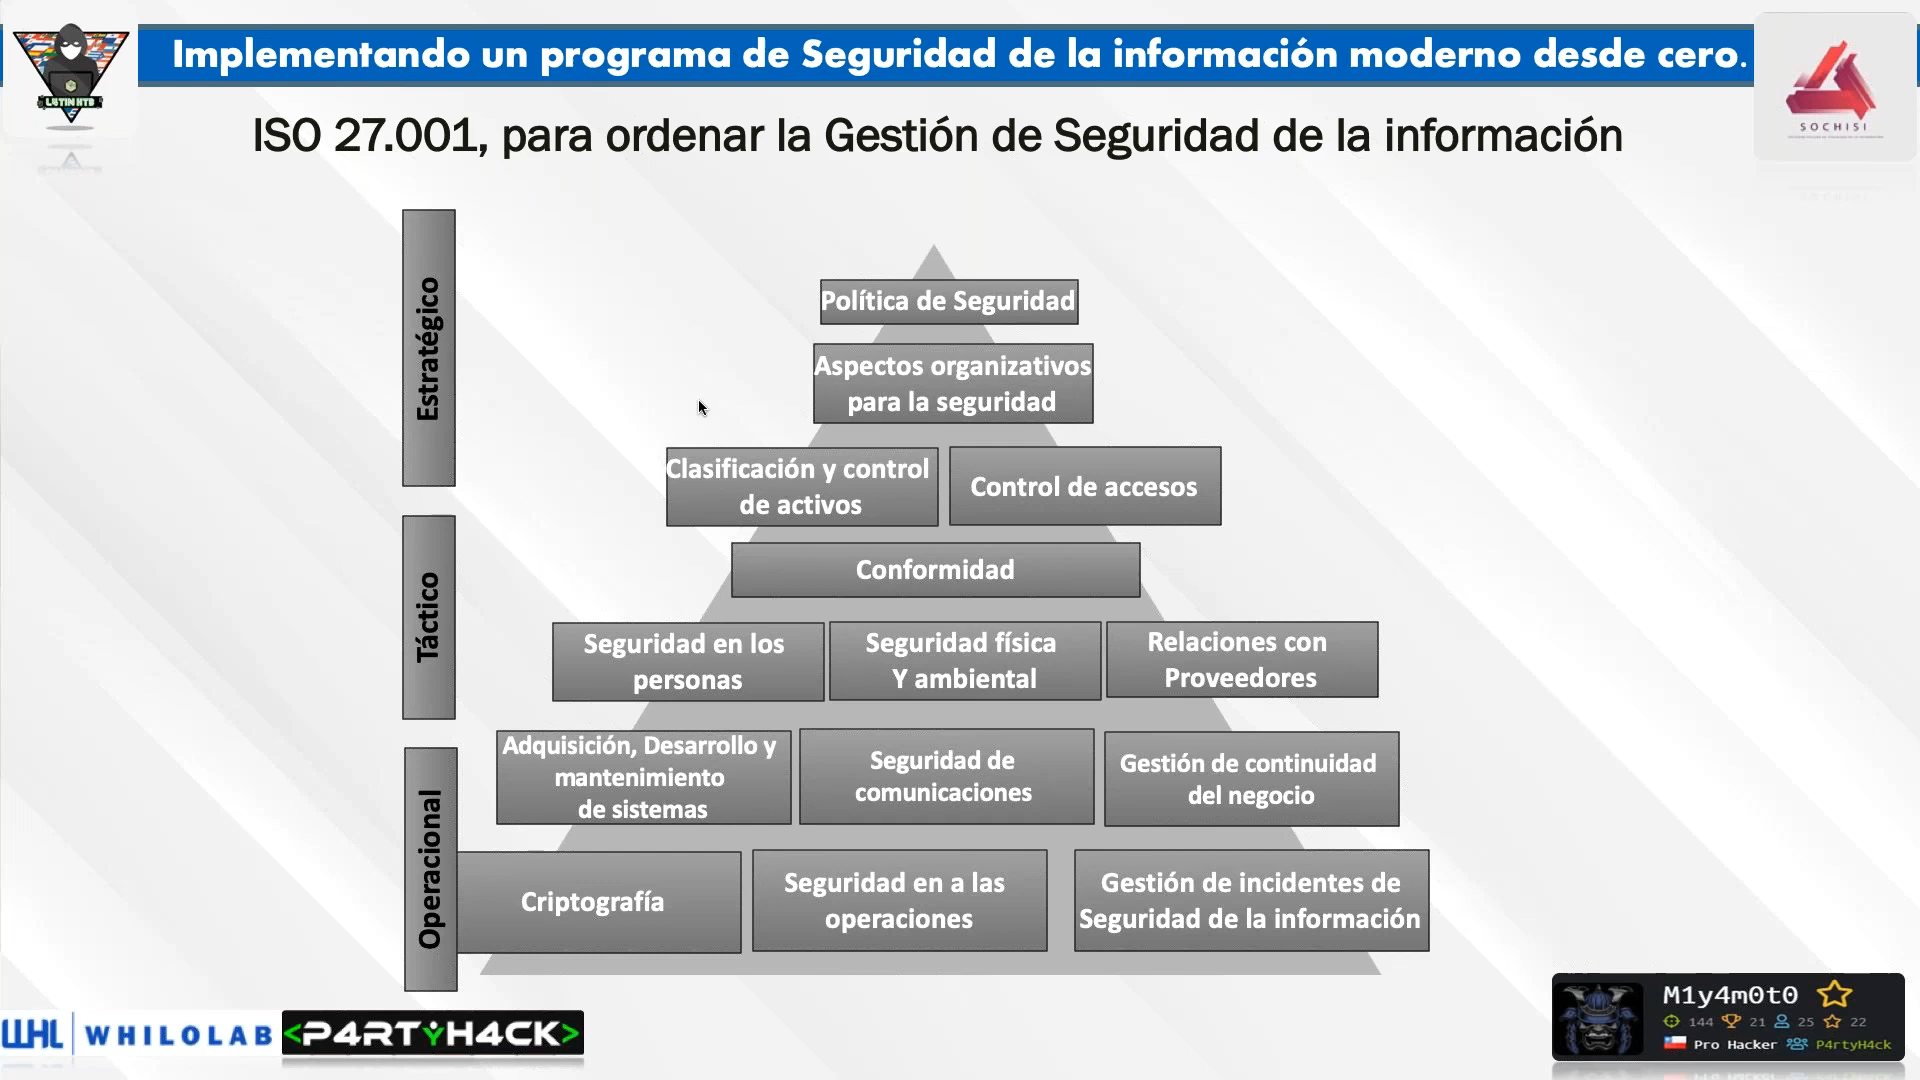 Implementando un programa de Seguridad de la información moderno desde cero.
L4TIN HTB
SOCHISI
ISO 27.001, para ordenar la Gestión de Seguridad de la información
Estratégico
Política de Seguridad
Aspectos organizativos
para la seguridad
Clasificación y control
de activos
Control de accesos
Táctico
Conformidad
Seguridad en los
personas
Seguridad física
Y ambiental
Relaciones con
Proveedores
Operacional
Adquisición, Desarrollo y
mantenimiento
de sistemas
Seguridad de
comunicaciones
Gestión de continuidad
del negocio
Criptografía
Seguridad en a las
operaciones
Gestión de incidentes de
Seguridad de la información
WHL WHILOLAB
<P4RTYH4CK>
M1y4m0t0
144 21 25 22
Pro Hacker P4rtyH4ck